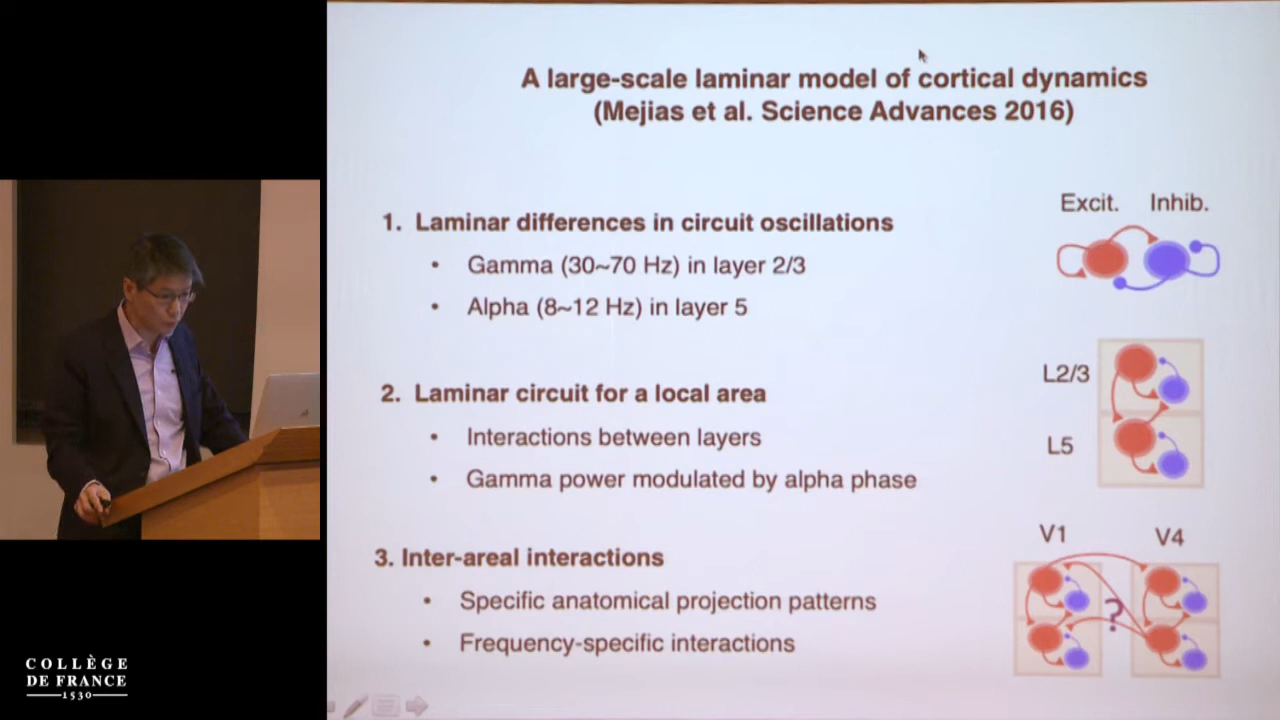 A large-scale laminar model of cortical dynamics
(Mejias et al. Science Advances 2016)
1. Laminar differences in circuit oscillations
• Gamma (30~70 Hz) in layer 2/3
• Alpha (8~12 Hz) in layer 5
Excit. Inhib.
2. Laminar circuit for a local area
• Interactions between layers
• Gamma power modulated by alpha phase
L2/3
L5
3. Inter-areal interactions
• Specific anatomical projection patterns
• Frequency-specific interactions
V1 V4
?
COLLÈGE
DE FRANCE
1530